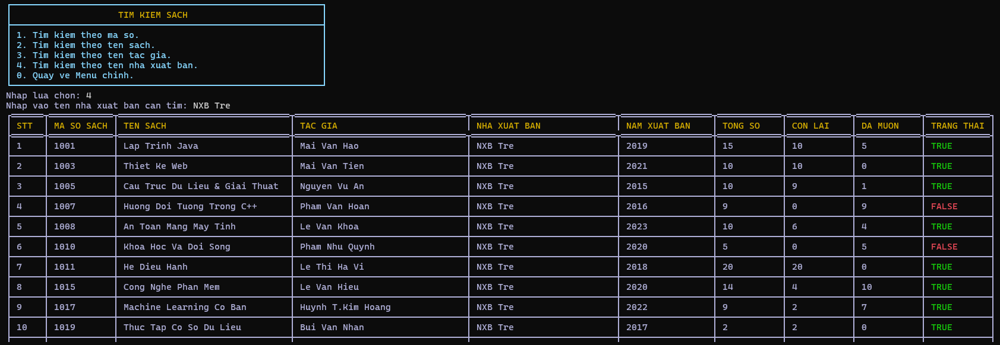 TIM KIEM SACH
1. Tim kiem theo ma so.
2. Tim kiem theo ten sach.
3. Tim kiem theo ten tac gia.
4. Tim kiem theo ten nha xuat ban.
0. Quay ve Menu chinh.
Nhap lua chon: 4
Nhap vao ten nha xuat ban can tim: NXB Tre
STT MA SO SACH TEN SACH TAC GIA NHA XUAT BAN NAM XUAT BAN TONG SO CON LAI DA MUON TRANG THAI
1 1001 Lap Trinh Java Mai Van Hao NXB Tre 2019 15 10 5 TRUE
2 1003 Thiet Ke Web Mai Van Tien NXB Tre 2021 10 10 0 TRUE
3 1005 Cau Truc Du Lieu & Giai Thuat Nguyen Vu An NXB Tre 2015 10 9 1 TRUE
4 1007 Huong Doi Tuong Trong C++ Pham Van Hoan NXB Tre 2016 9 0 9 FALSE
5 1008 An Toan Mang May Tinh Le Van Khoa NXB Tre 2023 10 6 4 TRUE
6 1010 Khoa Hoc Va Doi Song Pham Nhu Quynh NXB Tre 2020 5 0 5 FALSE
7 1011 He Dieu Hanh Le Thi Ha Vi NXB Tre 2018 20 20 0 TRUE
8 1015 Cong Nghe Phan Mem Le Van Hieu NXB Tre 2020 14 4 10 TRUE
9 1017 Machine Learning Co Ban Huynh T.Kim Hoang NXB Tre 2022 9 2 7 TRUE
10 1019 Thuc Tap Co So Du Lieu Bui Van Nhan NXB Tre 2017 2 2 0 TRUE